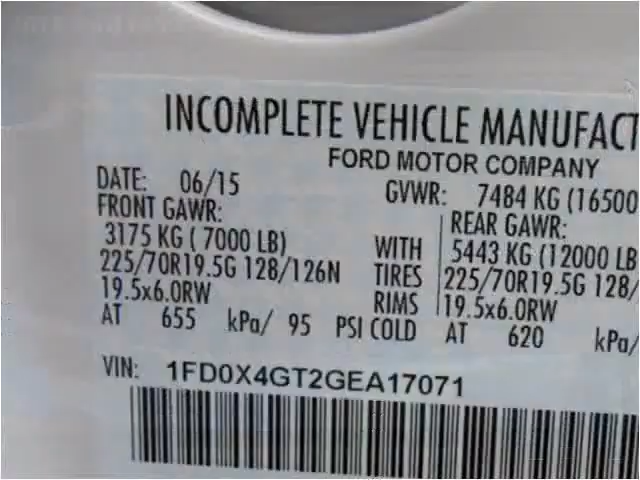 INCOMPLETE VEHICLE MANUFACT
FORD MOTOR COMPANY
DATE: 06/15 GVWR: 7484 KG (16500
FRONT GAWR: REAR GAWR:
3175 KG ( 7000 LB) WITH 5443 KG (12000 LB
225/70R19.5G 128/126N TIRES 225/70R19.5G 128/
19.5x6.0RW RIMS 19.5x6.0RW
AT 655 kPa/ 95 PSI COLD AT 620 kPa/
VIN: 1FD0X4GT2GEA17071